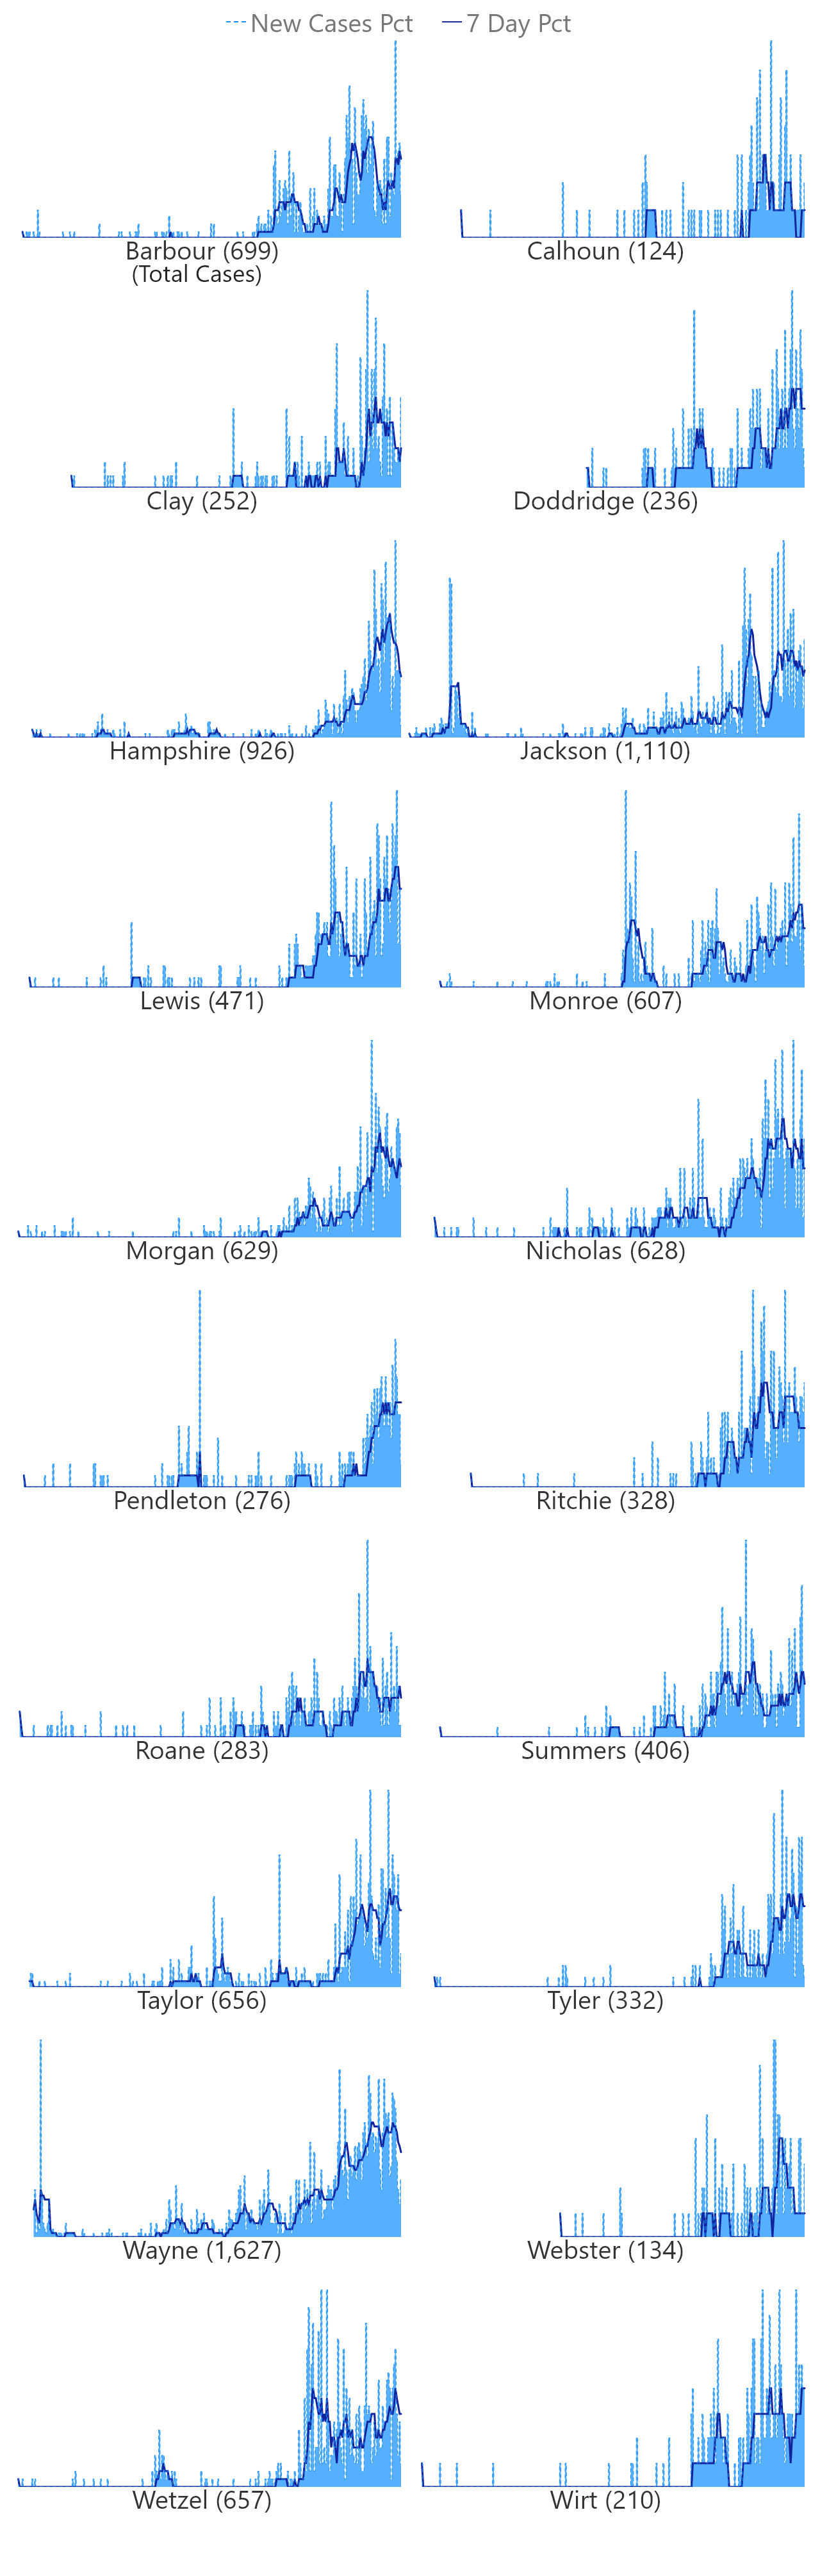 New Cases Pct 7 Day Pct
Barbour (699) Calhoun (124)
(Total Cases)
Clay (252) Doddridge (236)
Hampshire (926) Jackson (1,110)
Lewis (471) Monroe (607)
Morgan (629) Nicholas (628)
Pendleton (276) Ritchie (328)
Roane (283) Summers (406)
Taylor (656) Tyler (332)
Wayne (1,627) Webster (134)
Wetzel (657) Wirt (210)